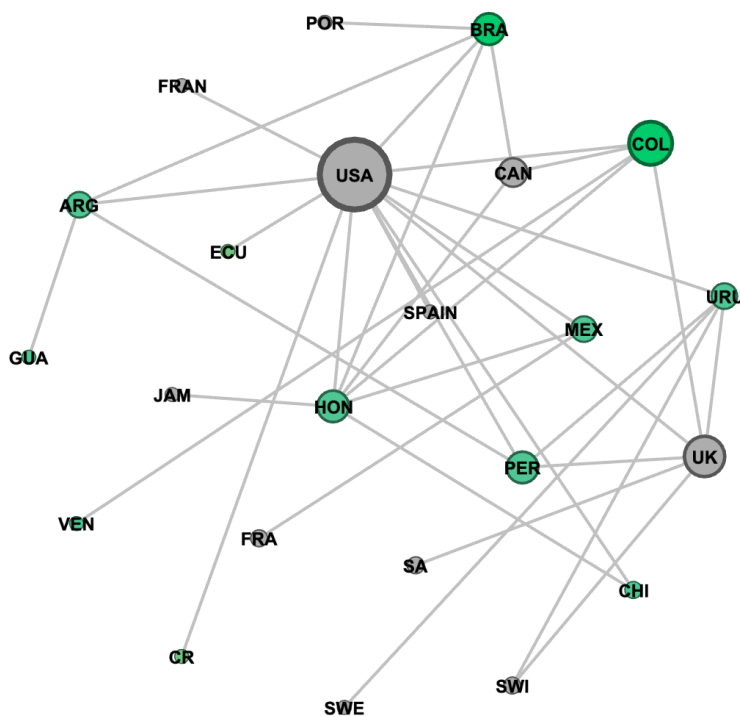 POR
BRA
FRAN
COL
USA
CAN
ARG
ECU
URU
SPAIN
MEX
GUA
JAM
HON
UK
PER
VEN
FRA
SA
CHI
CR
SWI
SWE